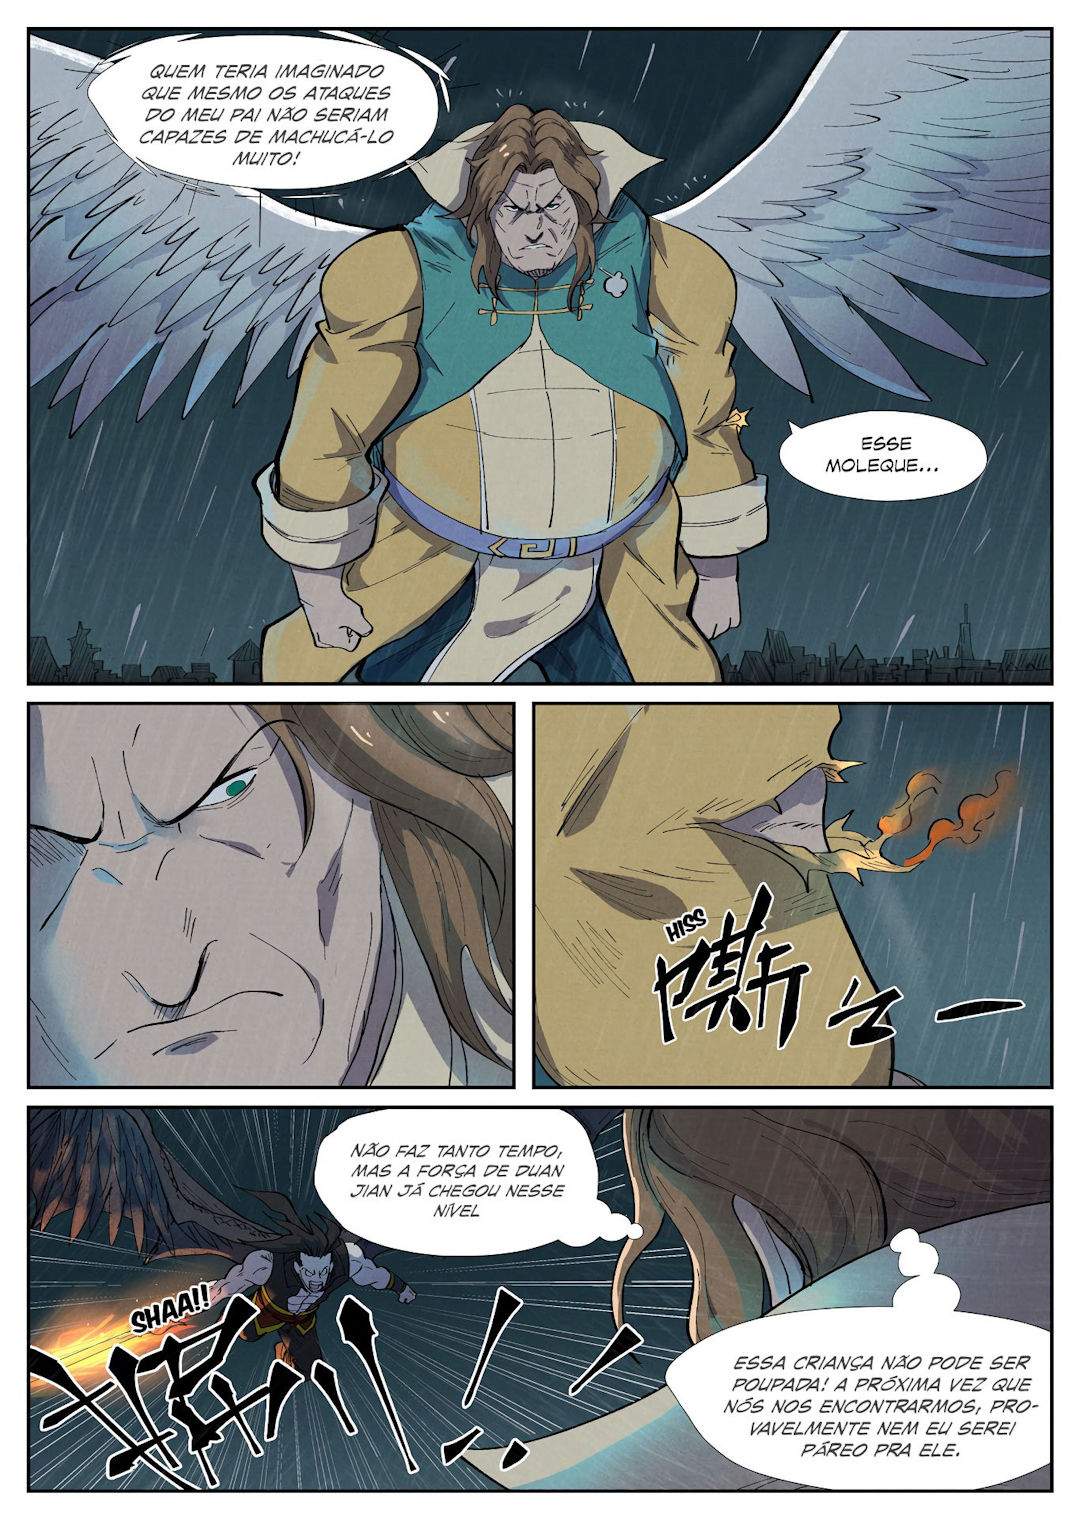 QUEM TERIA IMAGINADO
QUE MESMO OS ATAQUES
DO MEU PAI NÃO SERIAM
CAPAZES DE MACHUCÁ-LO
MUITO!
ESSE
MOLEQUE...
HISS
嘶
NÃO FAZ TANTO TEMPO,
MAS A FORÇA DE DUAN
JIAN JÁ CHEGOU NESSE
NÍVEL
SHAA!!
ESSA CRIANÇA NÃO PODE SER
POUPADA! A PRÓXIMA VEZ QUE
NÓS NOS ENCONTRARMOS, PRO-
VAVELMENTE NEM EU SEREI
PÁREO PRA ELE.